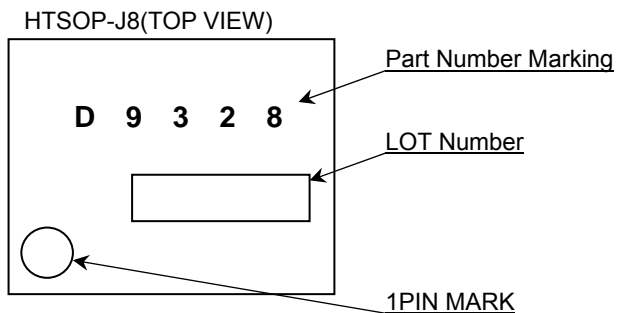 HTSOP-J8(TOP VIEW)
Part Number Marking
D 9 3 2 8
LOT Number
1PIN MARK